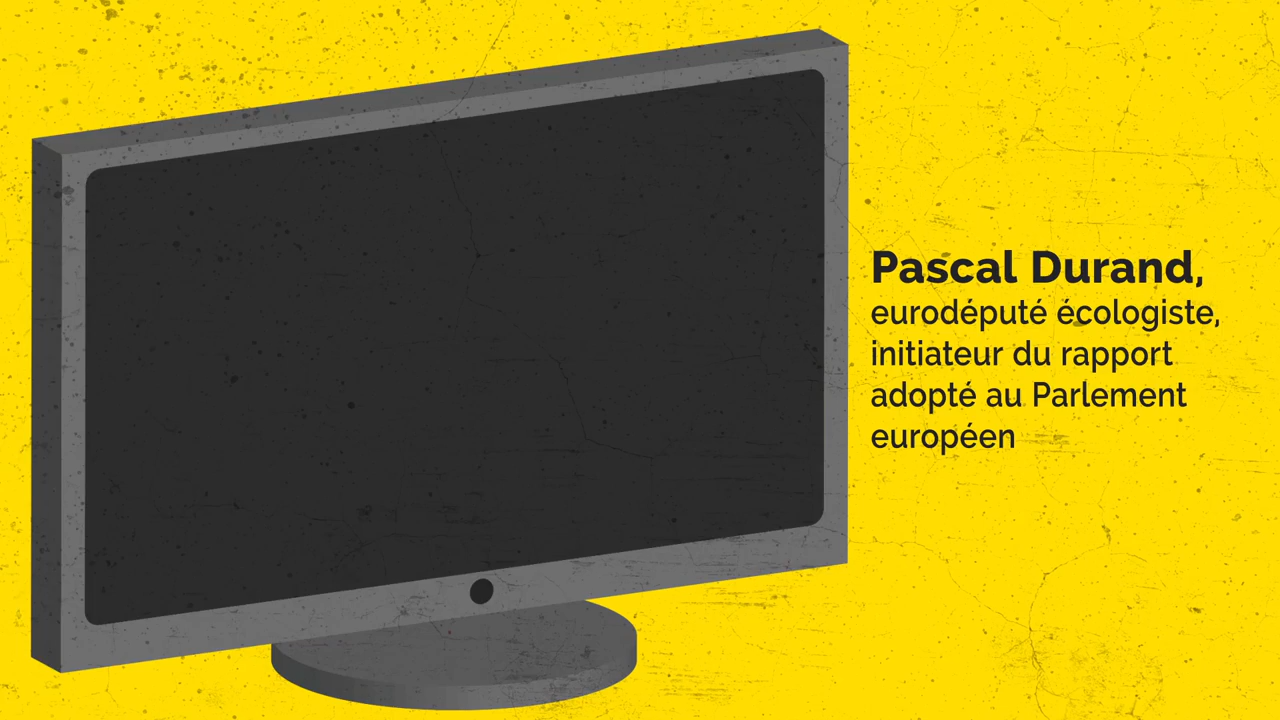 Pascal Durand,
eurodéputé écologiste,
initiateur du rapport
adopté au Parlement
européen